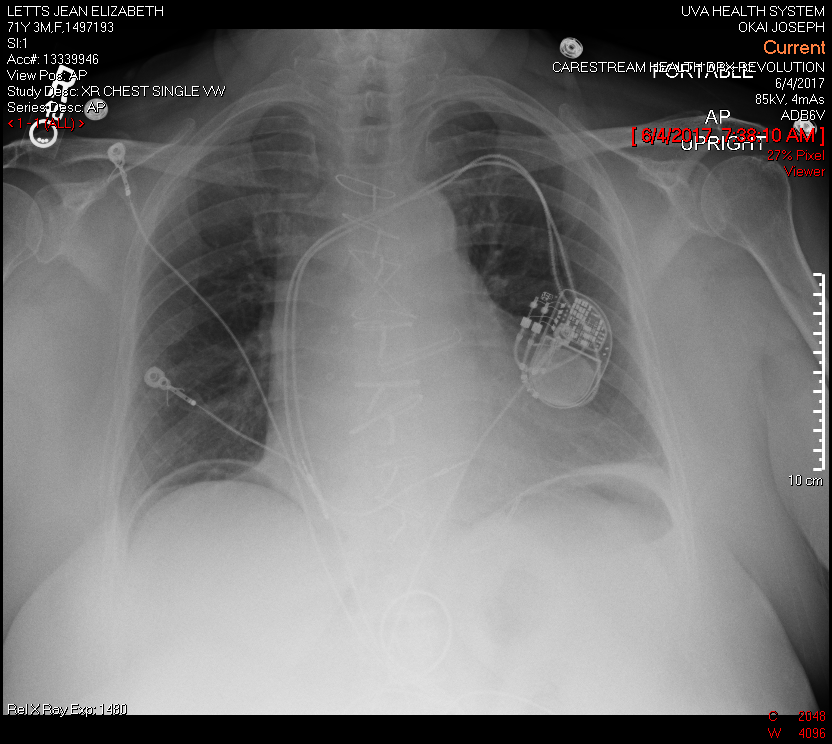 LETTS JEAN ELIZABETH
71Y 3M,F,1497193
SI:1
Acc#: 13339946
View Pos: AP
Study Desc: XR CHEST SINGLE VW
Series Desc: AP
UVA HEALTH SYSTEM
OKAI JOSEPH
Current
CARESTREAM HEALTH DRX-REVOLUTION
PORTABLE
6/4/2017
85kV, 4mAs
ADB6V
AP
[ 6/4/2017, 7:38:10 AM ]
UPRIGHT
27% Pixel
Viewer
10 cm
Rel X Ray Exp: 1480
C 2048
W 4096